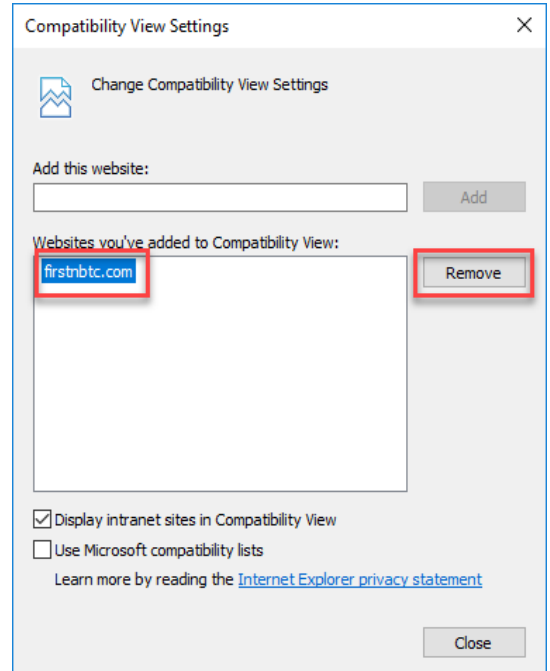 Compatibility View Settings
Change Compatibility View Settings
Add this website:
Add
Websites you've added to Compatibility View:
firstnbtc.com
Remove
Display intranet sites in Compatibility View
Use Microsoft compatibility lists
Learn more by reading the Internet Explorer privacy statement
Close